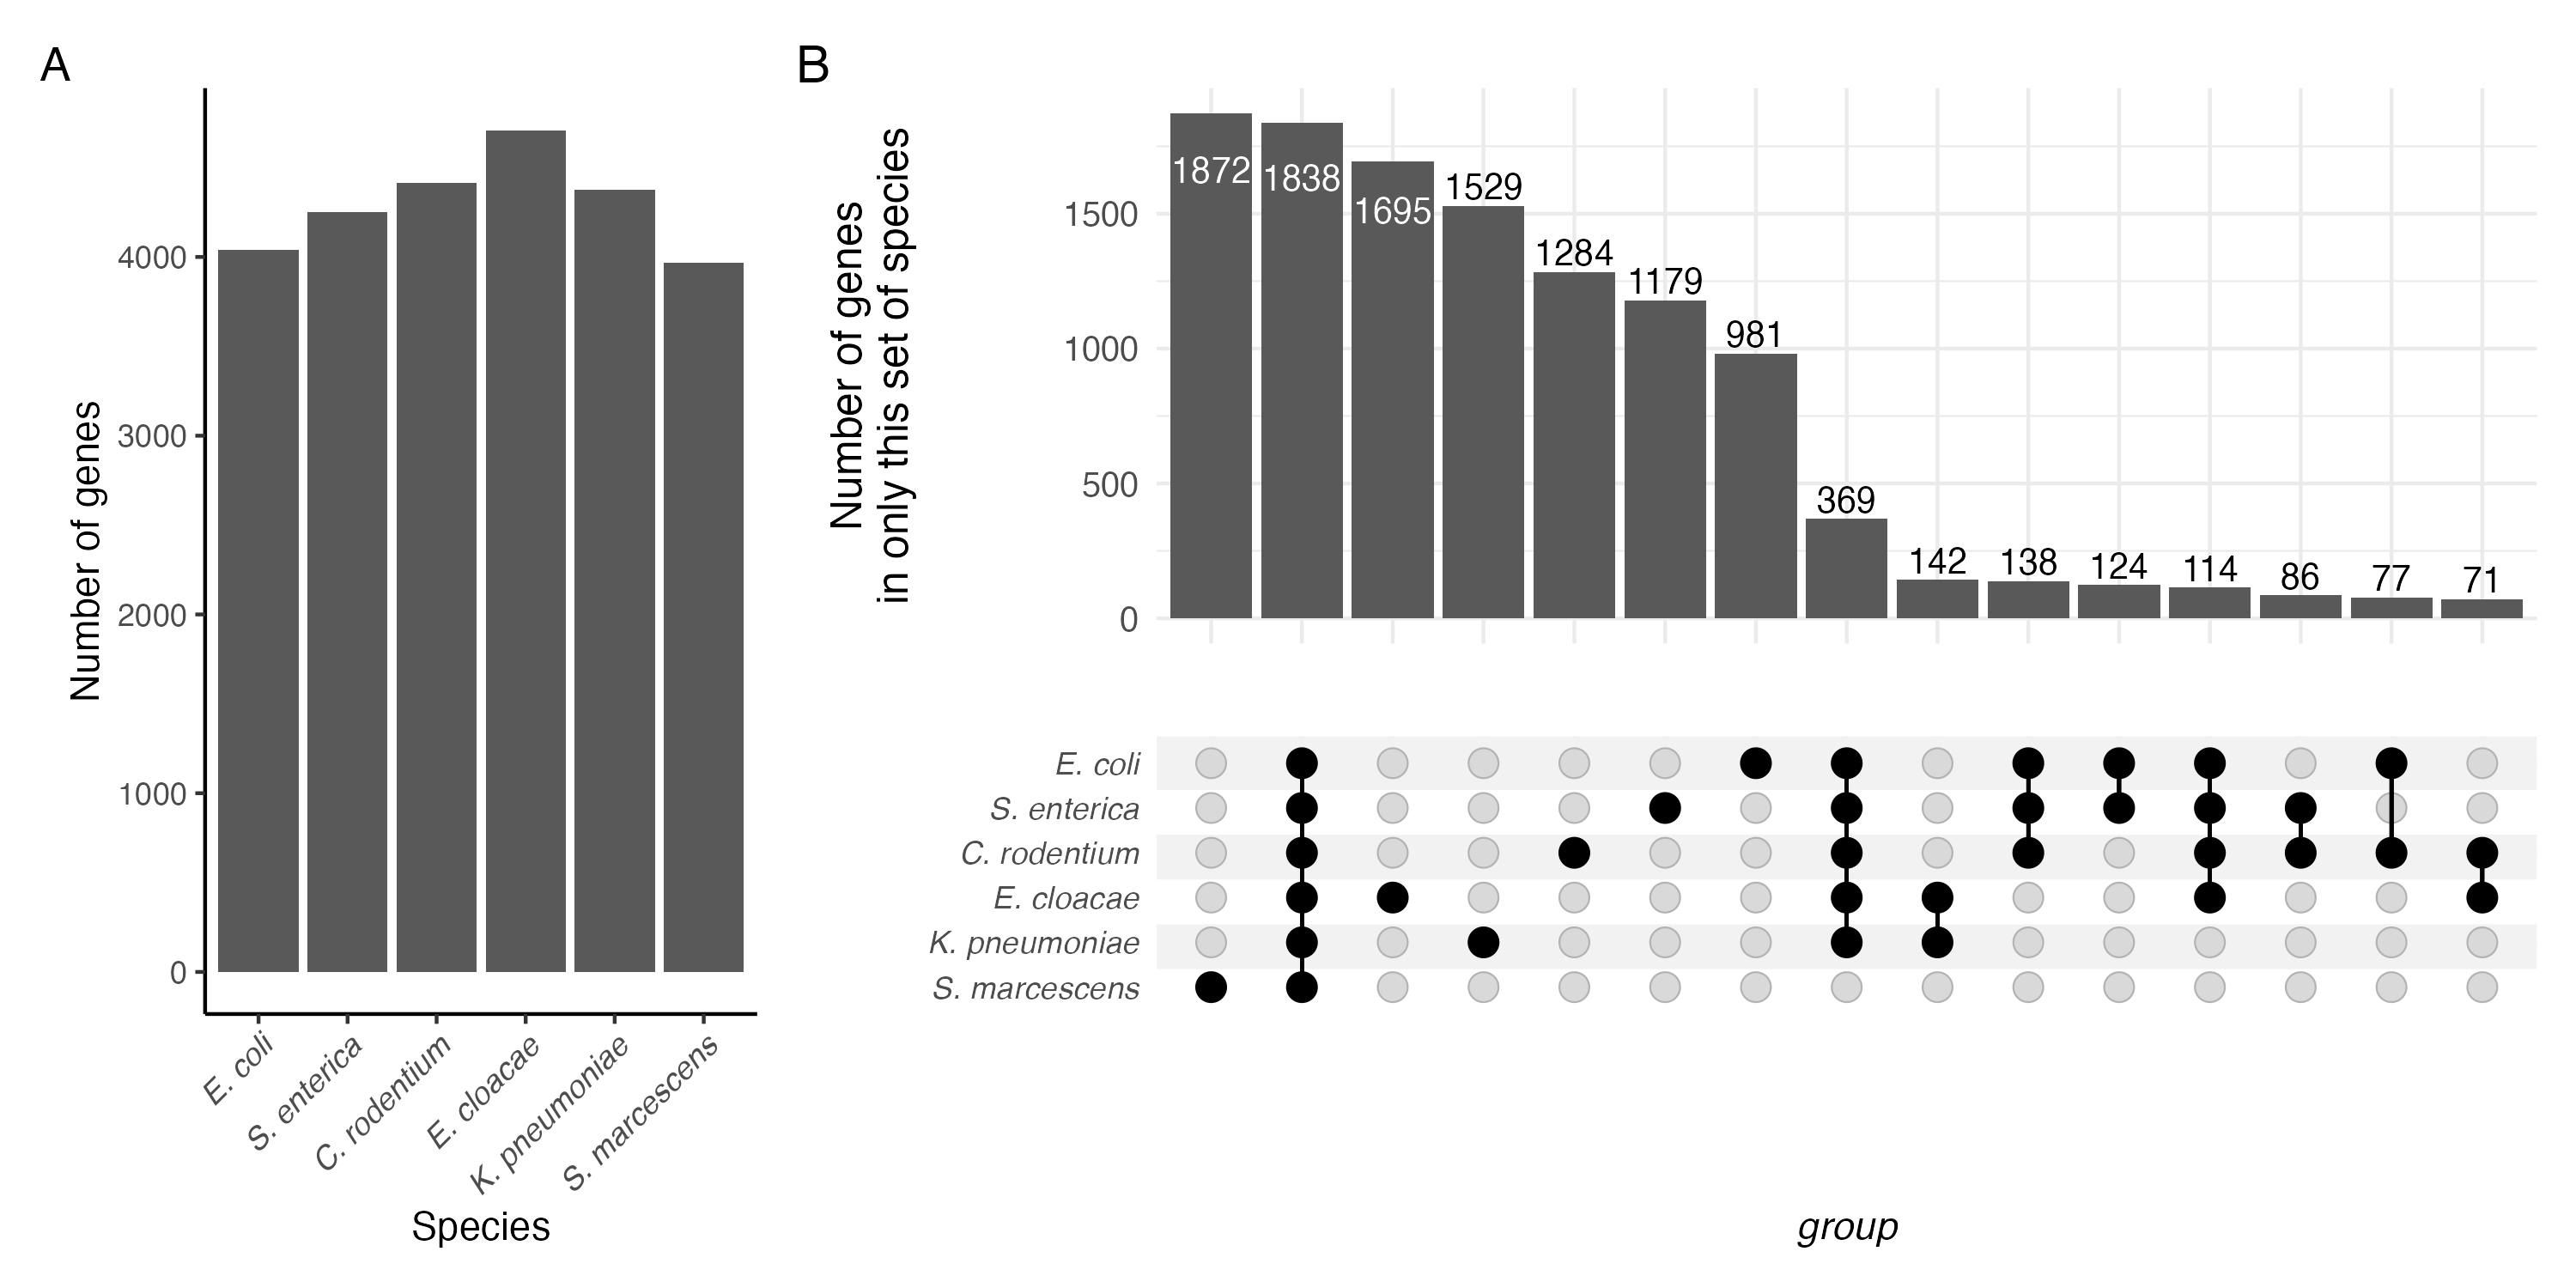 A
Number of genes
4000
3000
2000
1000
0
E. coli
S. enterica
C. rodentium
E. cloacae
K. pneumoniae
S. marcescens
Species
B
Number of genes
in only this set of species
1500
1000
500
0
1872
1838
1695
1529
1284
1179
981
369
142
138
124
114
86
77
71
E. coli
S. enterica
C. rodentium
E. cloacae
K. pneumoniae
S. marcescens
group